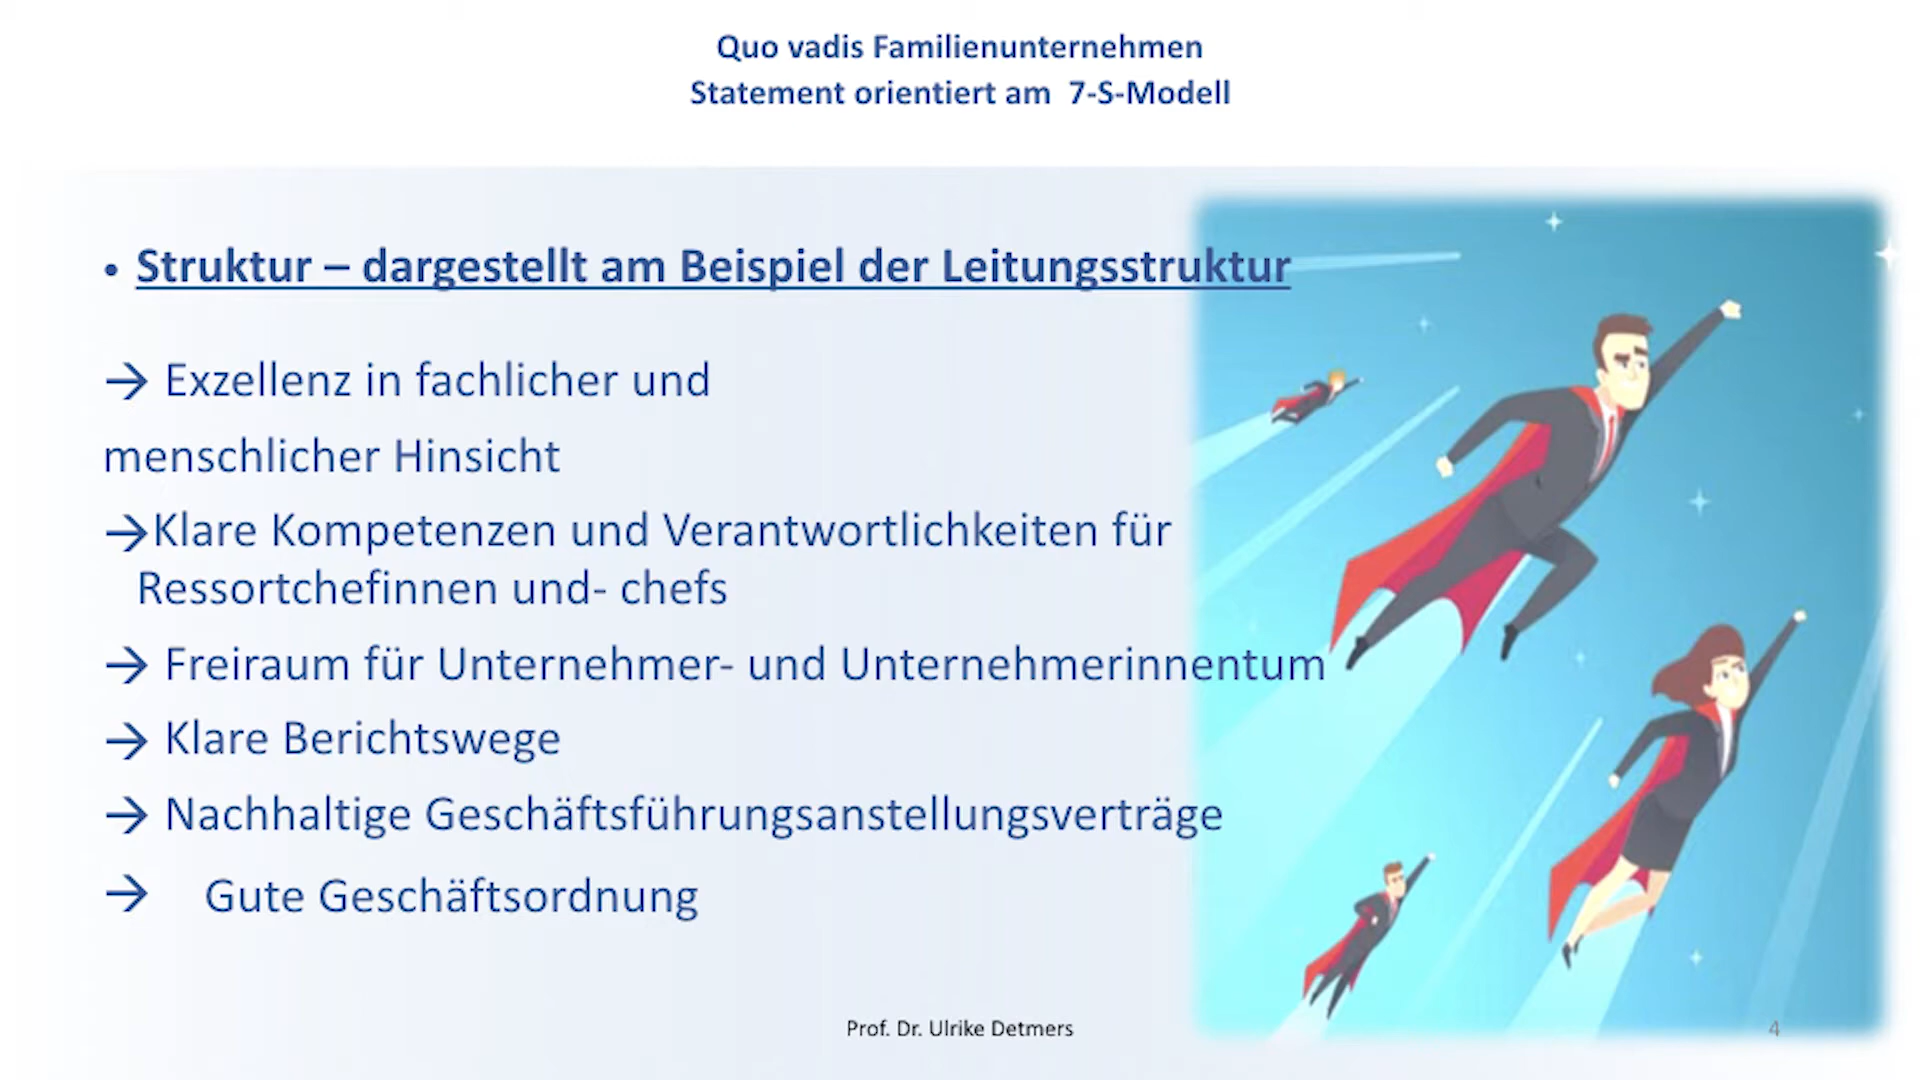 Quo vadis Familienunternehmen
Statement orientiert am 7-S-Modell
• Struktur – dargestellt am Beispiel der Leitungsstruktur
→ Exzellenz in fachlicher und
menschlicher Hinsicht
→Klare Kompetenzen und Verantwortlichkeiten für
Ressortchefinnen und- chefs
→ Freiraum für Unternehmer- und Unternehmerinnentum
→ Klare Berichtswege
→ Nachhaltige Geschäftsführungsanstellungsverträge
→ Gute Geschäftsordnung
Prof. Dr. Ulrike Detmers
4